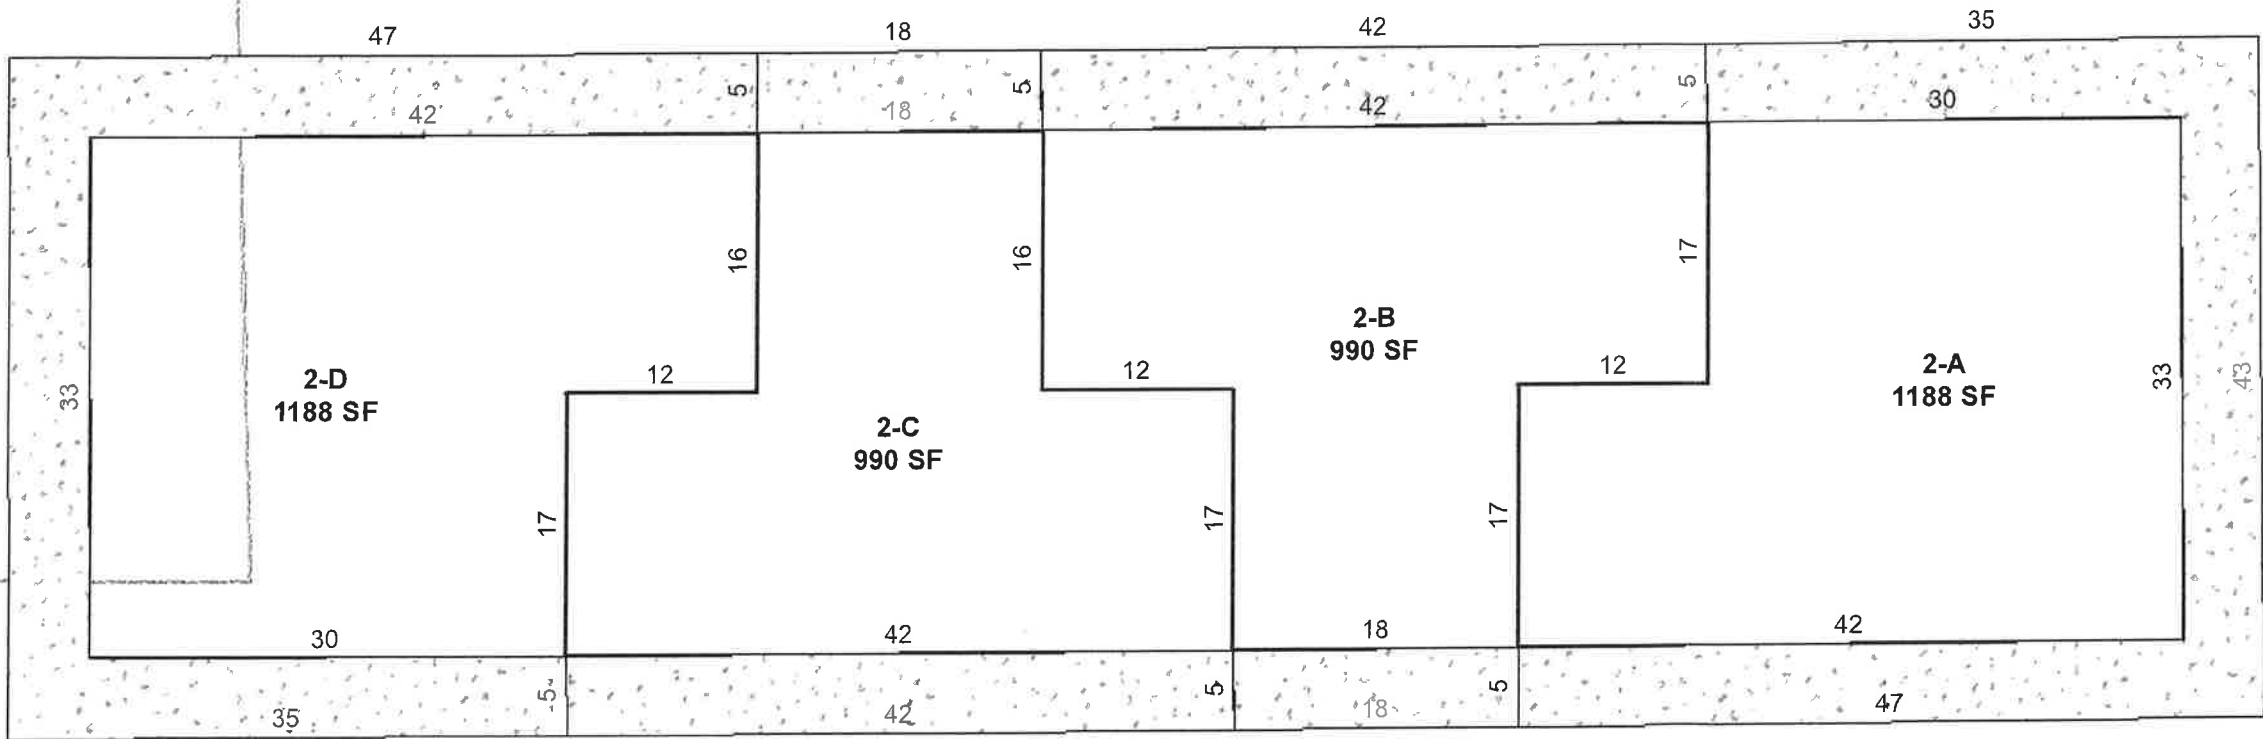 47 18 42 35
42 5 18 5 42 5 30
16 16 17
2-B
990 SF
2-D
1188 SF
12 12 12
2-A
1188 SF
33 33 43
2-C
990 SF
17 17 17
30 42 18 42
35 5 42 5 18 5 47